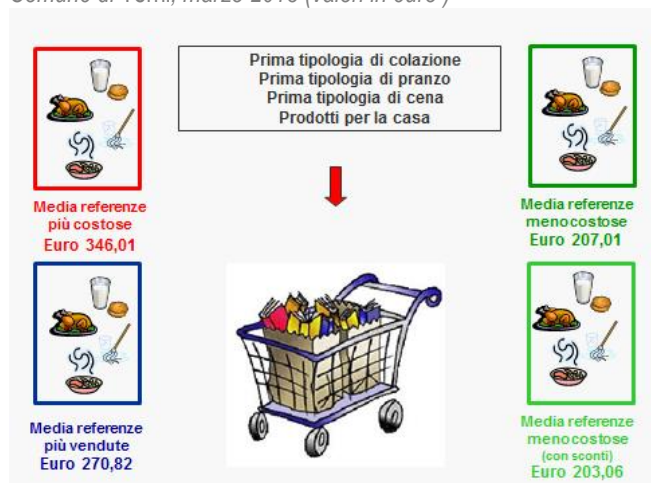 Comune di Terni, marzo 2013 (valori in euro )
Prima tipologia di colazione
Prima tipologia di pranzo
Prima tipologia di cena
Prodotti per la casa
Media referenze
più costose
Euro 346,01
Media referenze
menocostose
Euro 207,01
Media referenze
più vendute
Euro 270,82
Media referenze
menocostose
(con sconti)
Euro 203,06